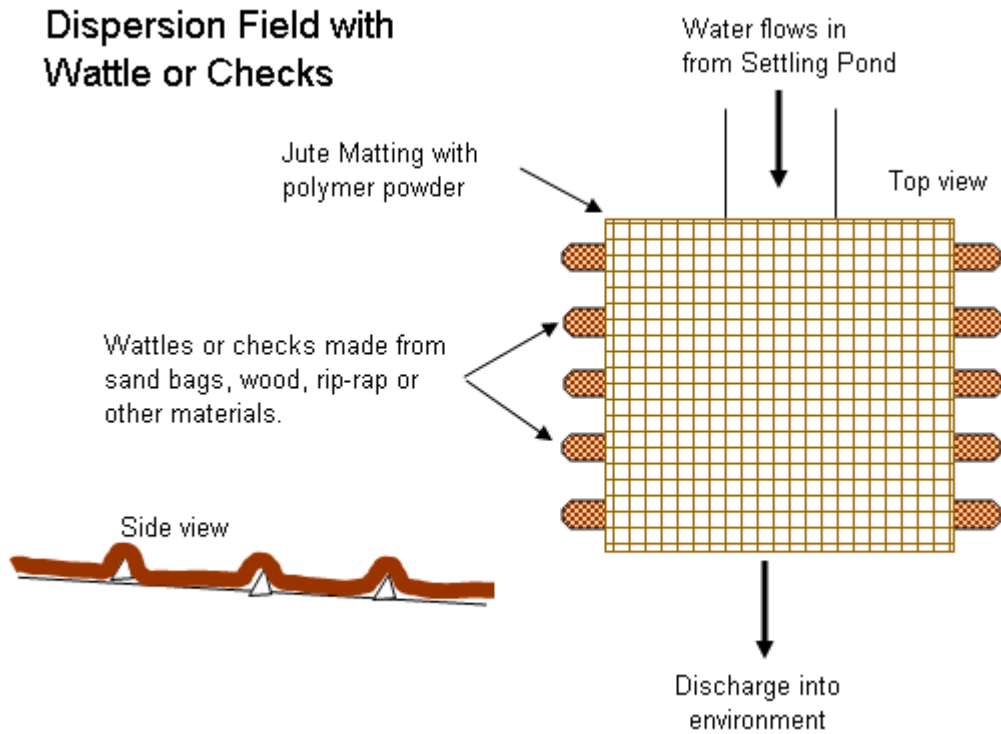 Dispersion Field with
Wattle or Checks
Water flows in
from Settling Pond
Jute Matting with
polymer powder
Top view
Wattles or checks made from
sand bags, wood, rip-rap or
other materials.
Side view
Discharge into
environment